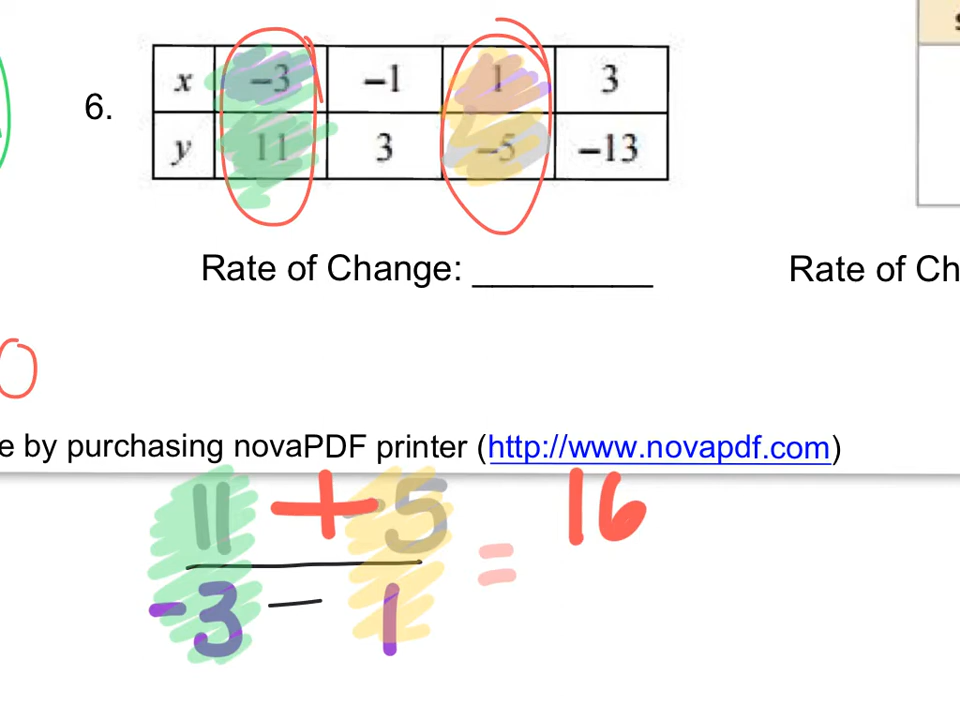 s
6.
x -3 -1 1 3
y 11 3 -5 -13
Rate of Change: _________
Rate of Ch
0
e by purchasing novaPDF printer (http://www.novapdf.com)
11 + 5 = 16
-3 - 1